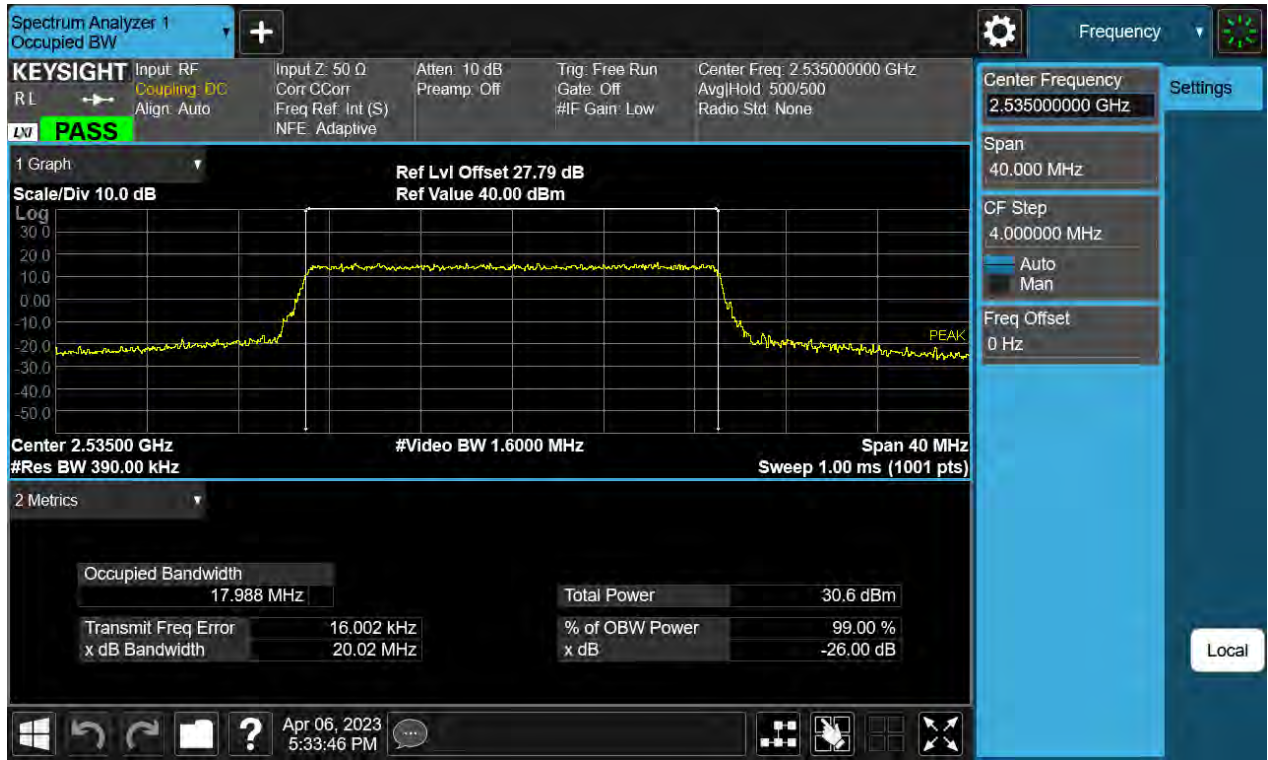 Spectrum Analyzer 1
Occupied BW
Frequency
KEYSIGHT
RL
LXI
PASS
Input: RF
Coupling: DC
Align: Auto
Input Z: 50 Ω
Corr CCorr
Freq Ref: Int (S)
NFE: Adaptive
Atten: 10 dB
Preamp: Off
Trig: Free Run
Gate: Off
#IF Gain: Low
Center Freq: 2.535000000 GHz
Avg|Hold: 500/500
Radio Std: None
Center Frequency
2.535000000 GHz
Settings
Span
40.000 MHz
CF Step
4.000000 MHz
Auto
Man
Freq Offset
0 Hz
Local
1 Graph
Scale/Div 10.0 dB
Ref Lvl Offset 27.79 dB
Ref Value 40.00 dBm
Log
30.0
20.0
10.0
0.00
-10.0
-20.0
-30.0
-40.0
-50.0
PEAK
Center 2.53500 GHz
#Video BW 1.6000 MHz
Span 40 MHz
#Res BW 390.00 kHz
Sweep 1.00 ms (1001 pts)
2 Metrics
Occupied Bandwidth
17.988 MHz
Total Power 30.6 dBm
Transmit Freq Error 16.002 kHz
% of OBW Power 99.00 %
x dB Bandwidth 20.02 MHz
x dB -26.00 dB
?
Apr 06, 2023
5:33:46 PM